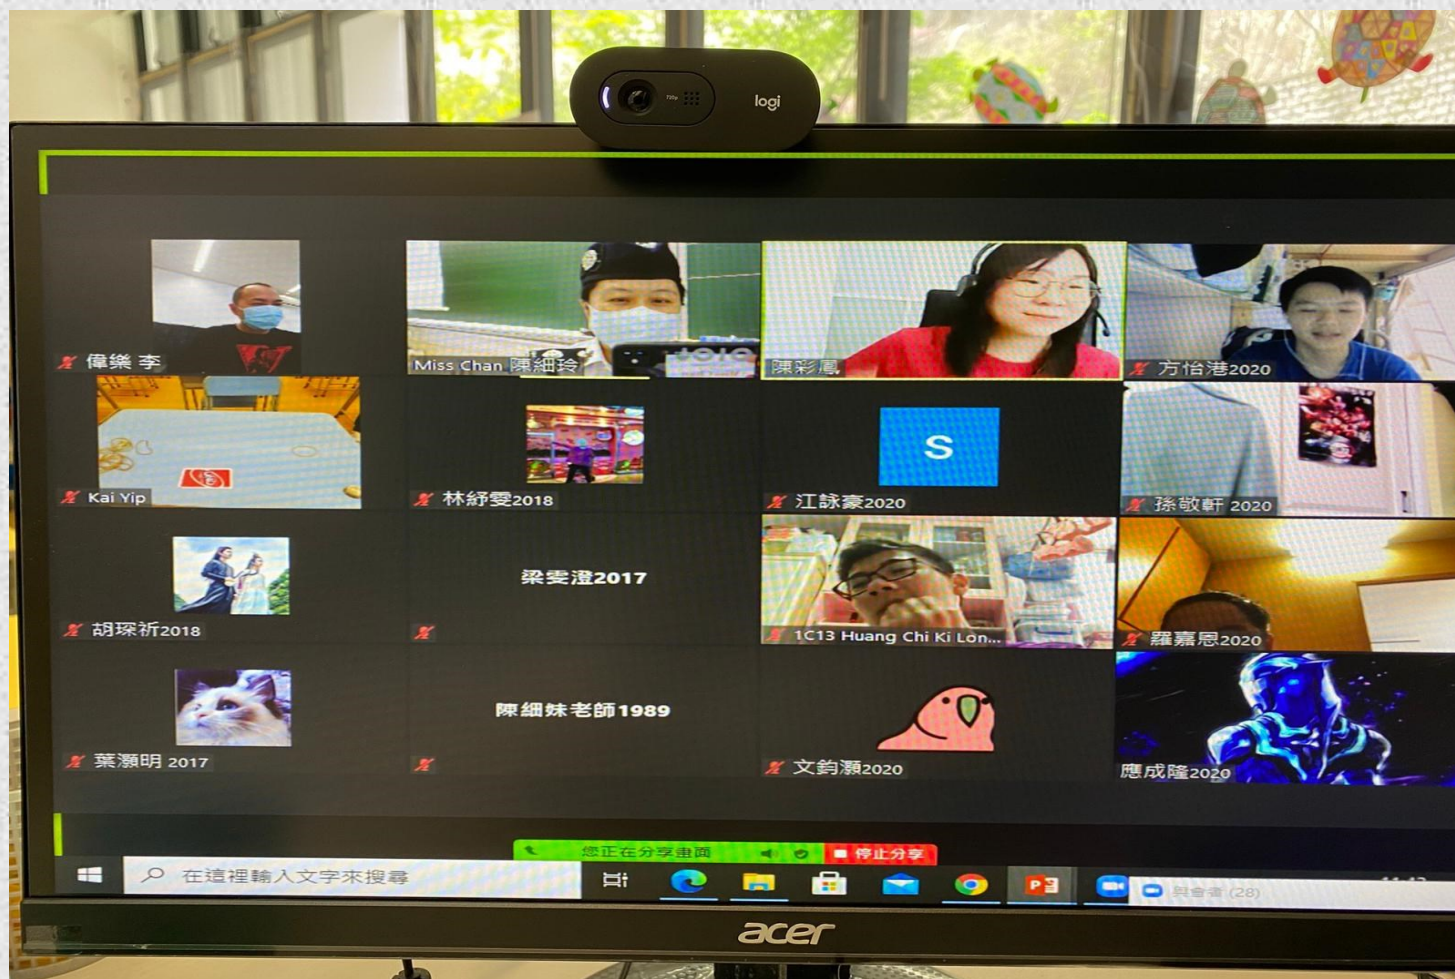 logi
偉樂 李
Miss Chan 陳細玲
陳彩鳳
方怡港2020
Kai Yip
林紓雯2018
S
江詠豪2020
孫敬軒 2020
胡琛祈2018
梁雯澄2017
1C13 Huang Chi Ki Lon...
羅嘉恩2020
葉灝明 2017
陳細妹老師1989
文鈞灝2020
應成隆2020
您正在分享畫面
停止分享
在這裡輸入文字來搜尋
與會者 (28)
acer